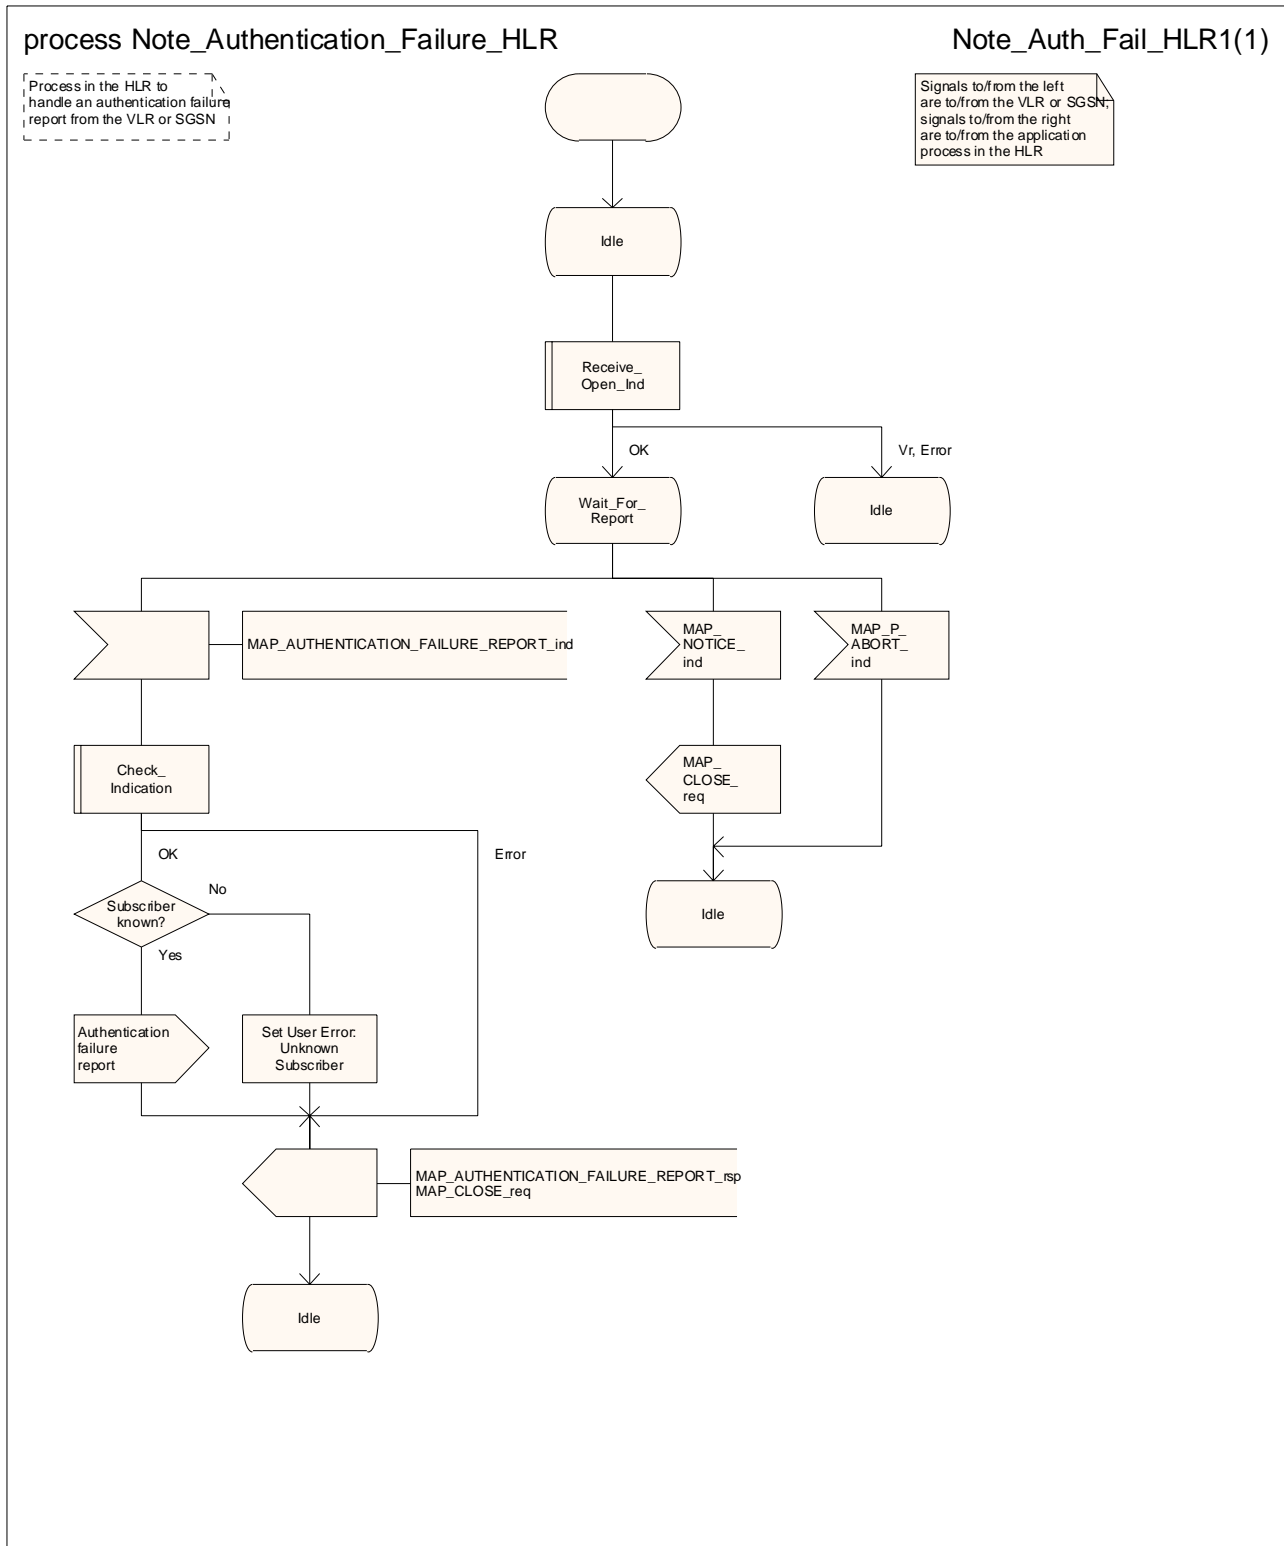 process Note_Authentication_Failure_HLR
Note_Auth_Fail_HLR1(1)
Process in the HLR to
handle an authentication failure
report from the VLR or SGSN
Signals to/from the left
are to/from the VLR or SGSN,
signals to/from the right
are to/from the application
process in the HLR
Idle
Receive_
Open_Ind
OK
Vr, Error
Wait_For_
Report
Idle
MAP_AUTHENTICATION_FAILURE_REPORT_ind
MAP_
NOTICE_
ind
MAP_P_
ABORT_
ind
Check_
Indication
MAP_
CLOSE_
req
OK
Error
Subscriber
known?
No
Yes
Idle
Authentication
failure
report
Set User Error:
Unknown
Subscriber
MAP_AUTHENTICATION_FAILURE_REPORT_rsp
MAP_CLOSE_req
Idle